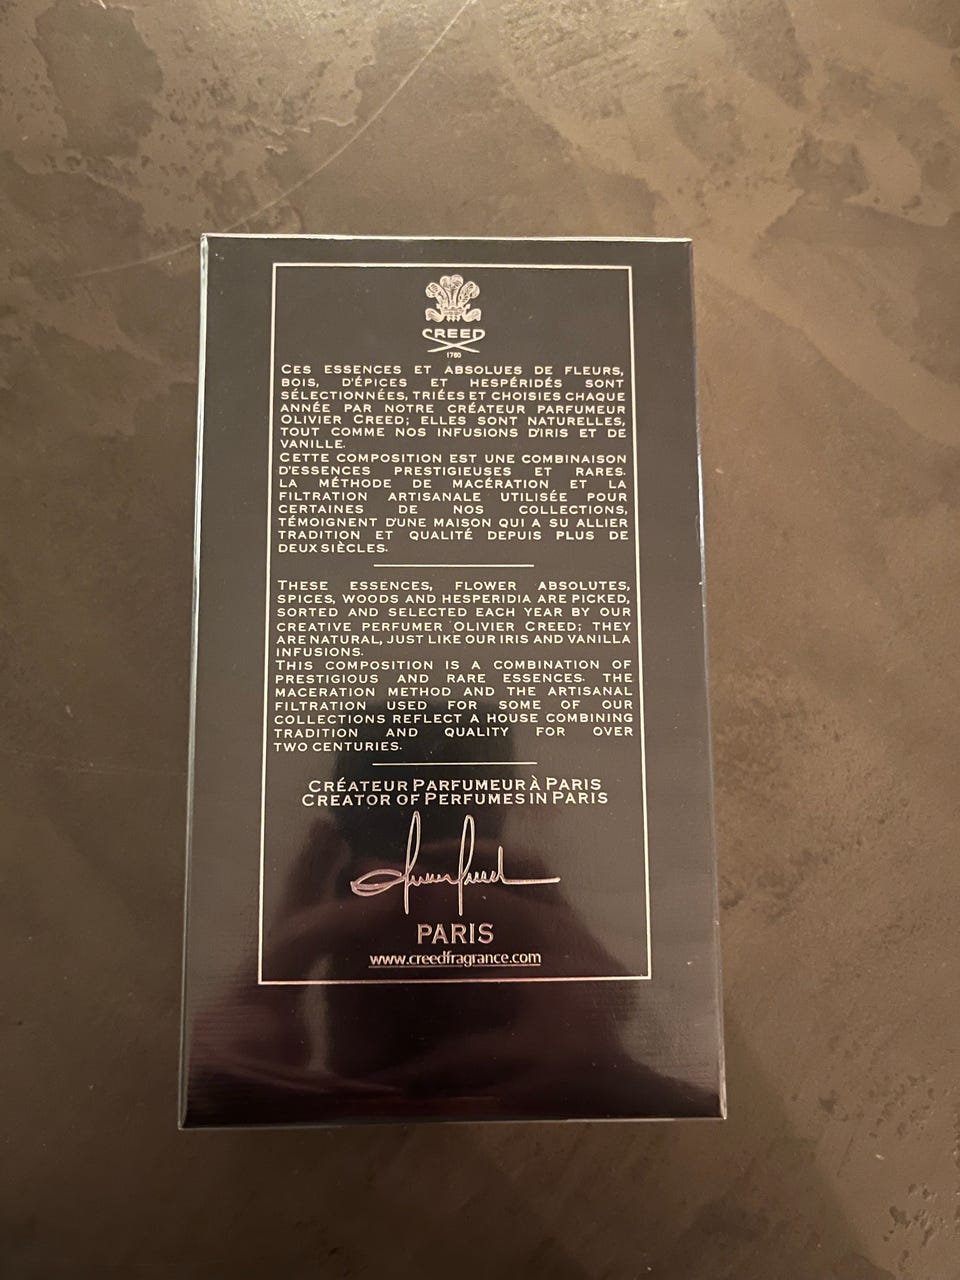 CREED
1760
CES ESSENCES ET ABSOLUES DE FLEURS,
BOIS, D'ÉPICES ET HESPÉRIDÉS SONT
SÉLECTIONNÉES, TRIÉES ET CHOISIES CHAQUE
ANNÉE PAR NOTRE CRÉATEUR PARFUMEUR
OLIVIER CREED; ELLES SONT NATURELLES,
TOUT COMME NOS INFUSIONS D'IRIS ET DE
VANILLE.
CETTE COMPOSITION EST UNE COMBINAISON
D'ESSENCES PRESTIGIEUSES ET RARES.
LA MÉTHODE DE MACÉRATION ET LA
FILTRATION ARTISANALE UTILISÉE POUR
CERTAINES DE NOS COLLECTIONS,
TÉMOIGNENT D'UNE MAISON QUI A SU ALLIER
TRADITION ET QUALITÉ DEPUIS PLUS DE
DEUX SIÈCLES.
THESE ESSENCES, FLOWER ABSOLUTES,
SPICES, WOODS AND HESPERIDIA ARE PICKED,
SORTED AND SELECTED EACH YEAR BY OUR
CREATIVE PERFUMER OLIVIER CREED; THEY
ARE NATURAL, JUST LIKE OUR IRIS AND VANILLA
INFUSIONS.
THIS COMPOSITION IS A COMBINATION OF
PRESTIGIOUS AND RARE ESSENCES. THE
MACERATION METHOD AND THE ARTISANAL
FILTRATION USED FOR SOME OF OUR
COLLECTIONS REFLECT A HOUSE COMBINING
TRADITION AND QUALITY FOR OVER
TWO CENTURIES.
CRÉATEUR PARFUMEUR À PARIS
CREATOR OF PERFUMES IN PARIS
Olivier Creed
PARIS
www.creedfragrance.com